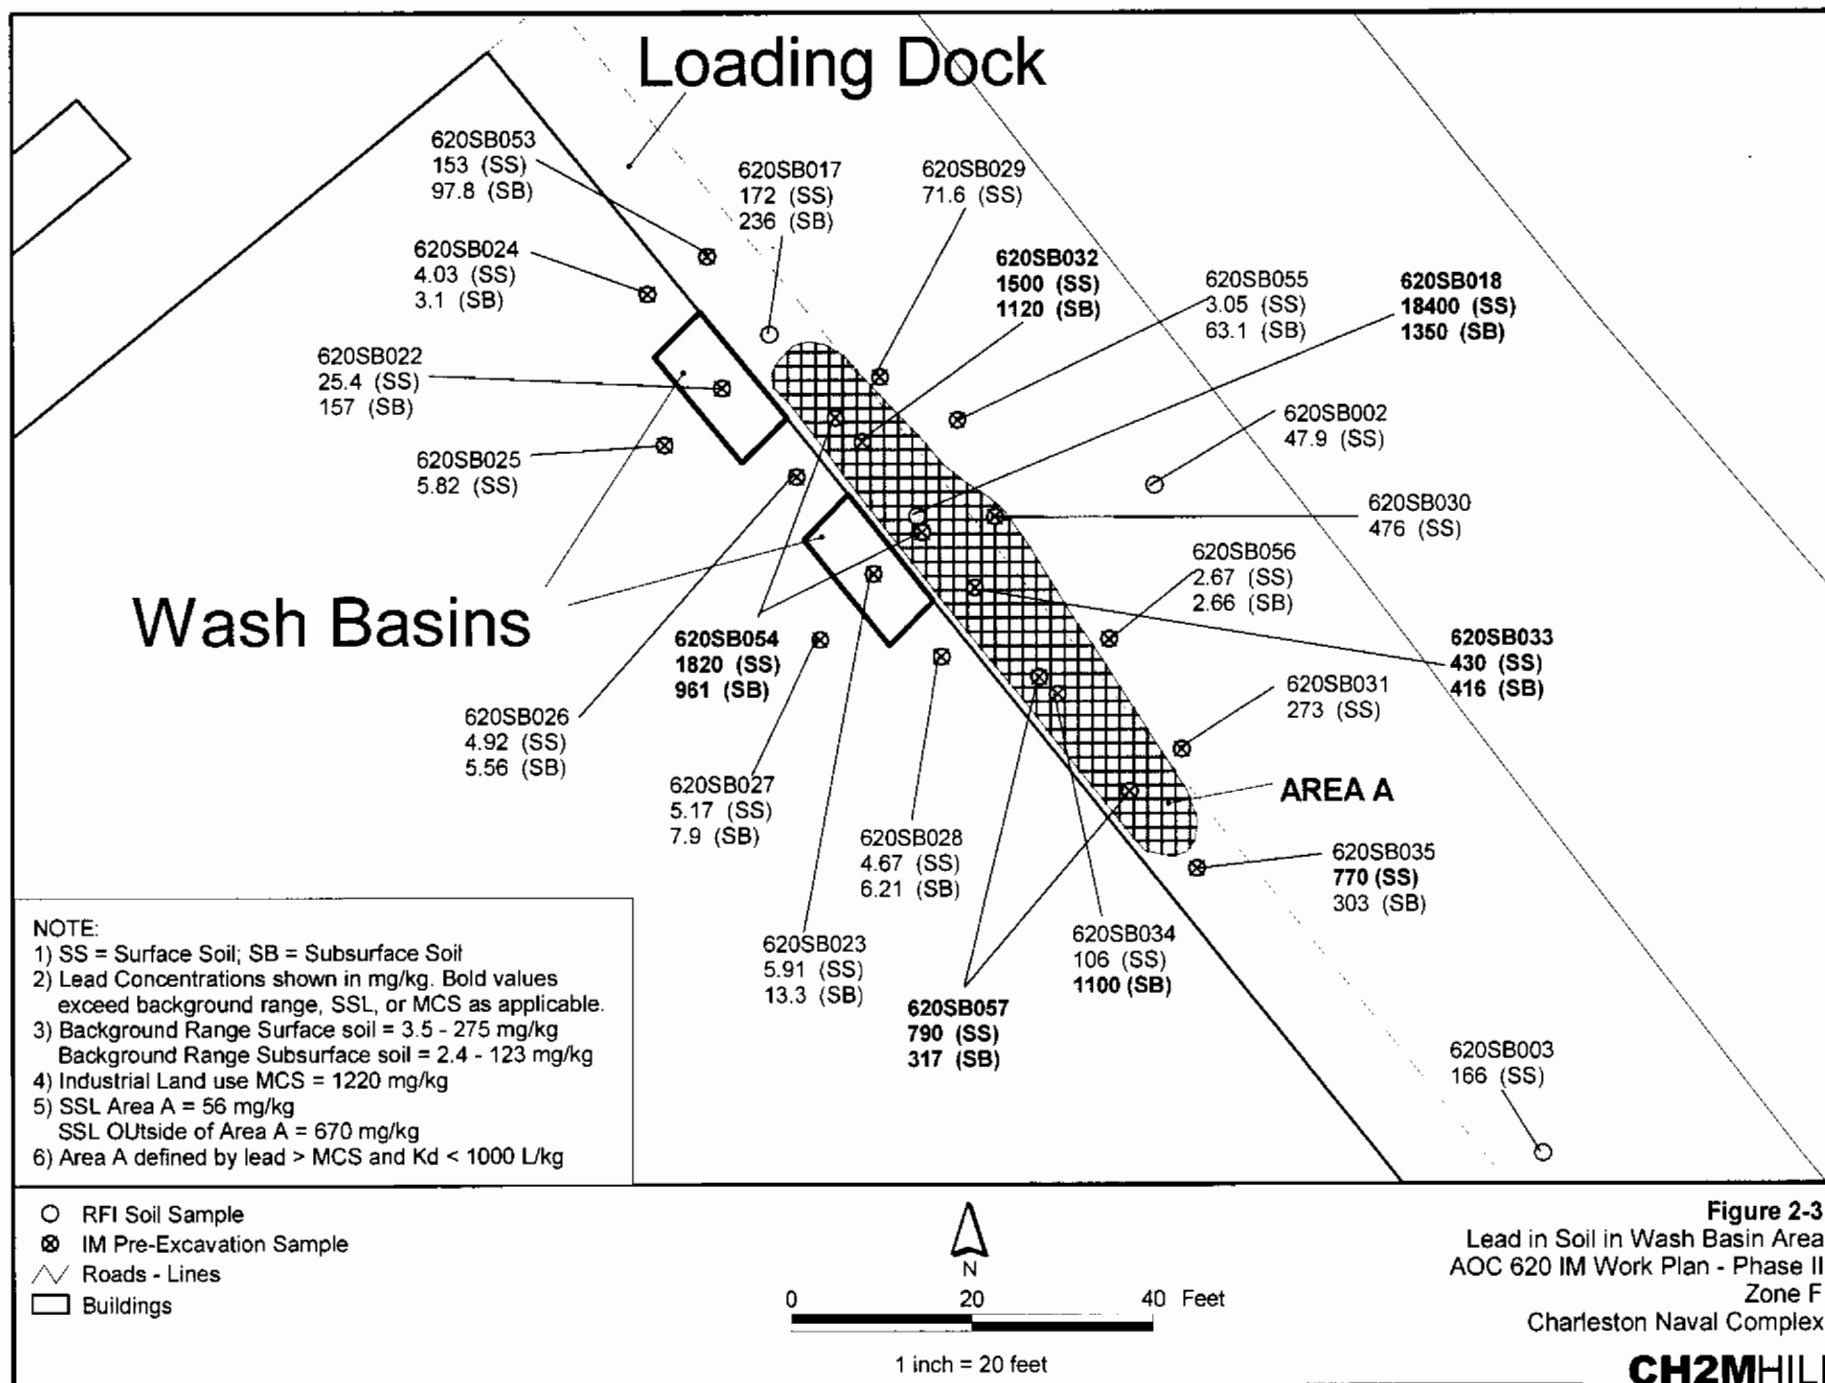 Loading Dock
620SB053
153 (SS)
97.8 (SB)
620SB017
172 (SS)
236 (SB)
620SB029
71.6 (SS)
620SB024
4.03 (SS)
3.1 (SB)
620SB032
1500 (SS)
1120 (SB)
620SB055
3.05 (SS)
63.1 (SB)
620SB018
18400 (SS)
1350 (SB)
620SB022
25.4 (SS)
157 (SB)
620SB002
47.9 (SS)
620SB025
5.82 (SS)
620SB030
476 (SS)
620SB056
2.67 (SS)
2.66 (SB)
Wash Basins
620SB054
1820 (SS)
961 (SB)
620SB033
430 (SS)
416 (SB)
620SB031
273 (SS)
620SB026
4.92 (SS)
5.56 (SB)
620SB027
5.17 (SS)
7.9 (SB)
AREA A
620SB028
4.67 (SS)
6.21 (SB)
620SB035
770 (SS)
303 (SB)
620SB023
5.91 (SS)
13.3 (SB)
620SB034
106 (SS)
1100 (SB)
620SB057
790 (SS)
317 (SB)
620SB003
166 (SS)
NOTE:
1) SS = Surface Soil; SB = Subsurface Soil
2) Lead Concentrations shown in mg/kg. Bold values
exceed background range, SSL, or MCS as applicable.
3) Background Range Surface soil = 3.5 - 275 mg/kg
Background Range Subsurface soil = 2.4 - 123 mg/kg
4) Industrial Land use MCS = 1220 mg/kg
5) SSL Area A = 56 mg/kg
SSL OUtside of Area A = 670 mg/kg
6) Area A defined by lead > MCS and Kd < 1000 L/kg
RFI Soil Sample
IM Pre-Excavation Sample
Roads - Lines
Buildings
N
0 20 40 Feet
1 inch = 20 feet
Figure 2-3
Lead in Soil in Wash Basin Area
AOC 620 IM Work Plan - Phase II
Zone F
Charleston Naval Complex
CH2MHILL